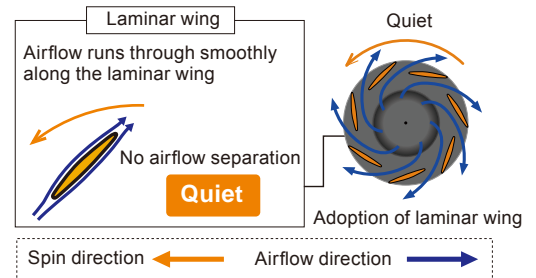 Laminar wing
Airflow runs through smoothly
along the laminar wing
No airflow separation
Quiet
Quiet
Adoption of laminar wing
Spin direction
Airflow direction